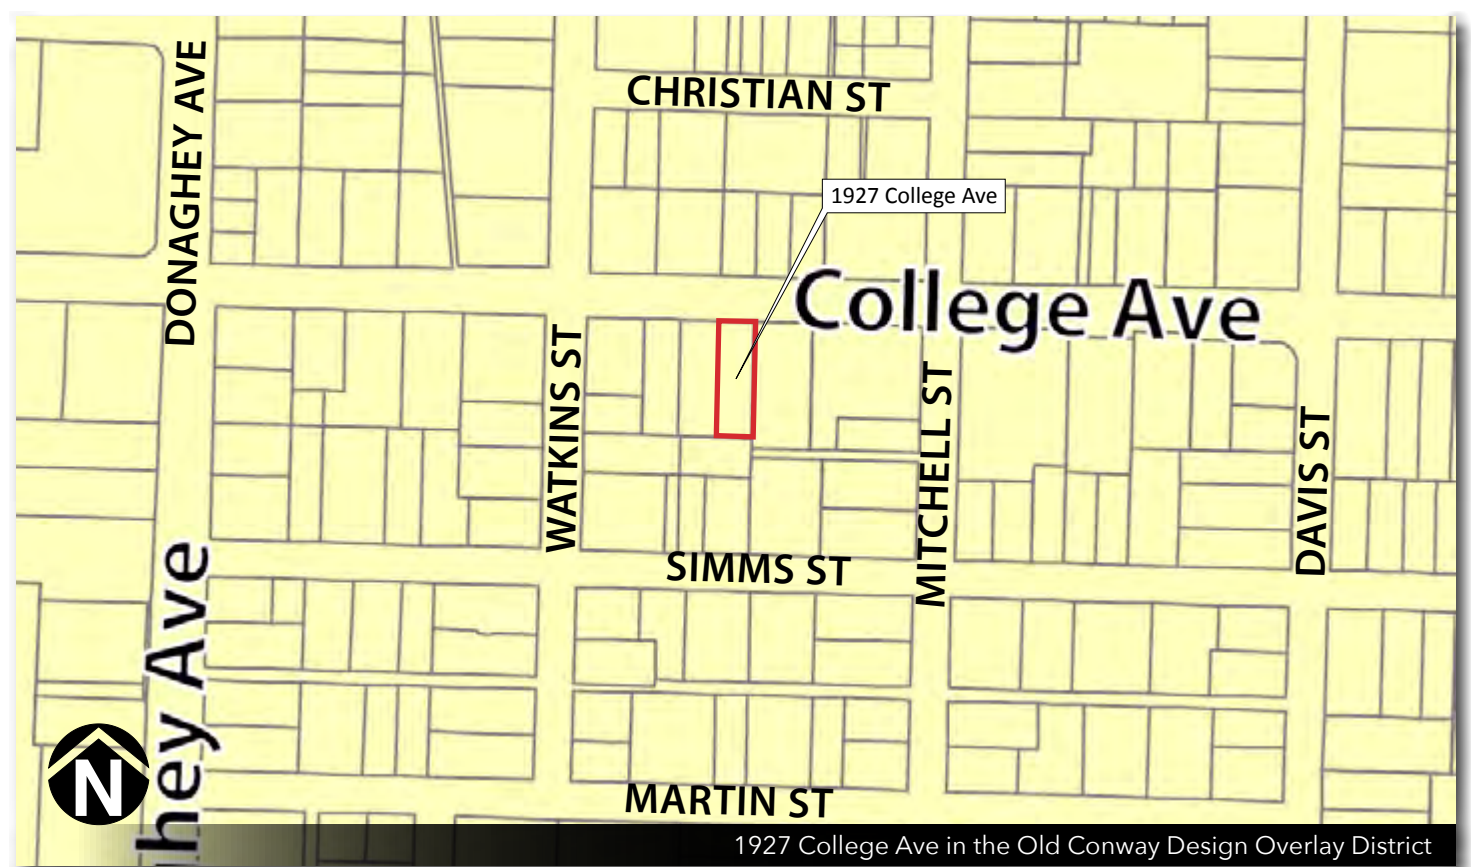 DONAGHEY AVE
CHRISTIAN ST
1927 College Ave
College Ave
WATKINS ST
MITCHELL ST
DAVIS ST
SIMMS ST
hey Ave
MARTIN ST
N
1927 College Ave in the Old Conway Design Overlay District